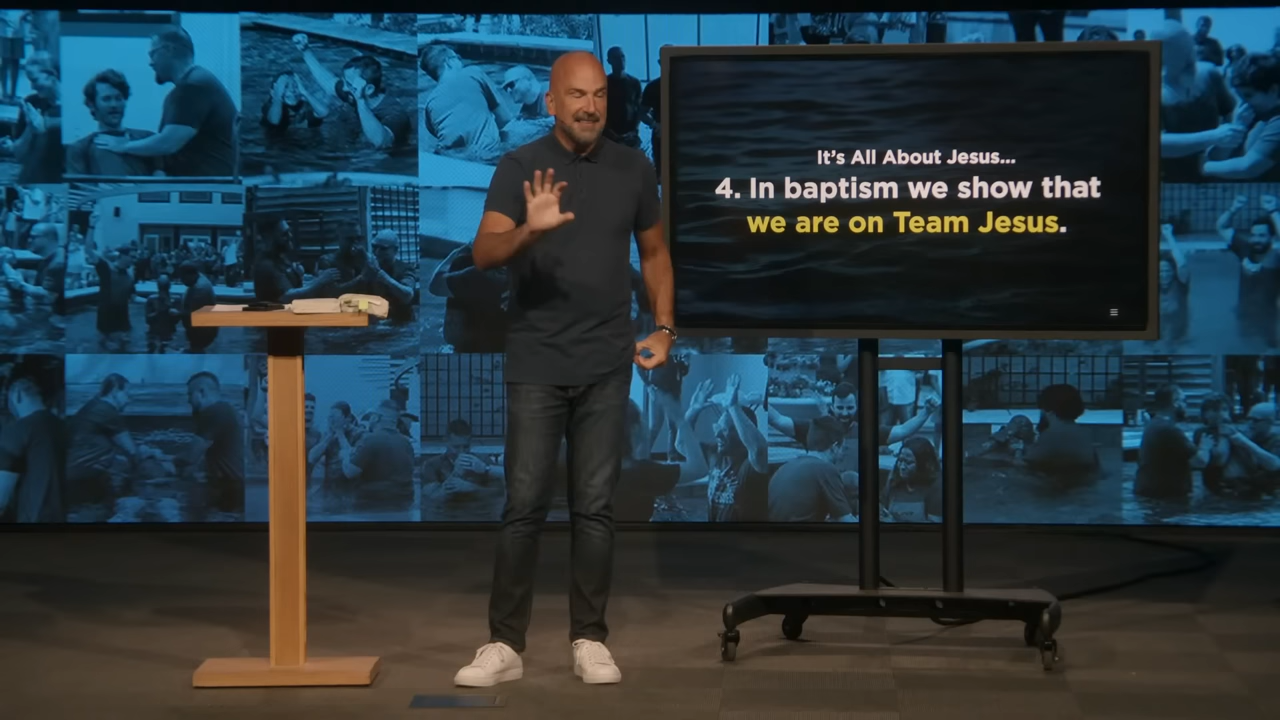 It's All About Jesus...
4. In baptism we show that
we are on Team Jesus.